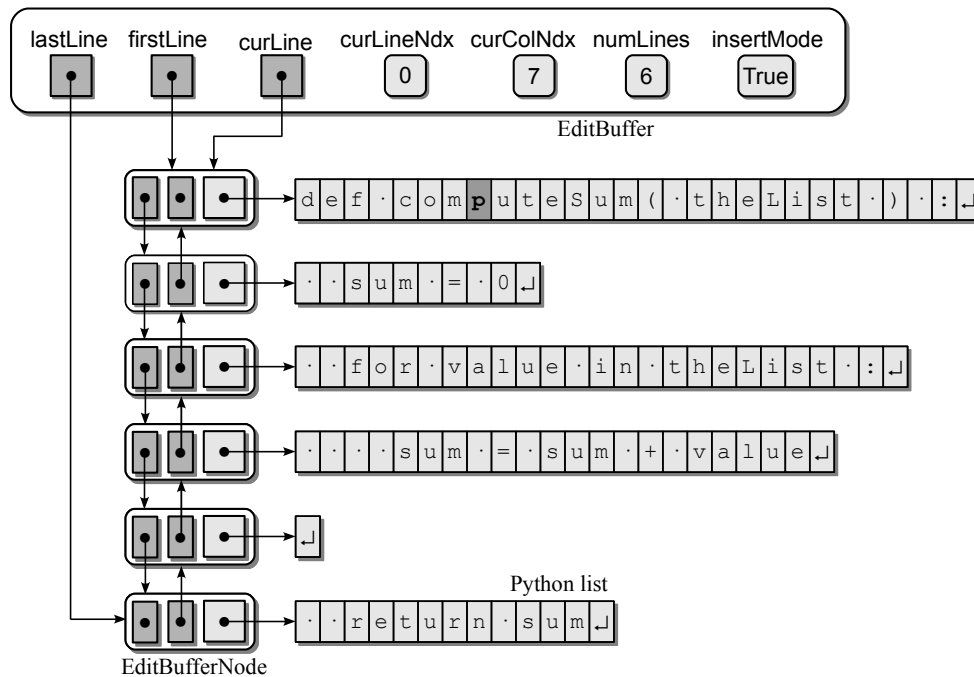 lastLine firstLine curLine curLineNdx curColNdx numLines insertMode
0 7 6 True
EditBuffer
def·computeSum(·theList·)·:↵
··sum·=·0↵
··for·value·in·theList·:↵
····sum·=·sum·+·value↵
↵
Python list
··return·sum↵
EditBufferNode